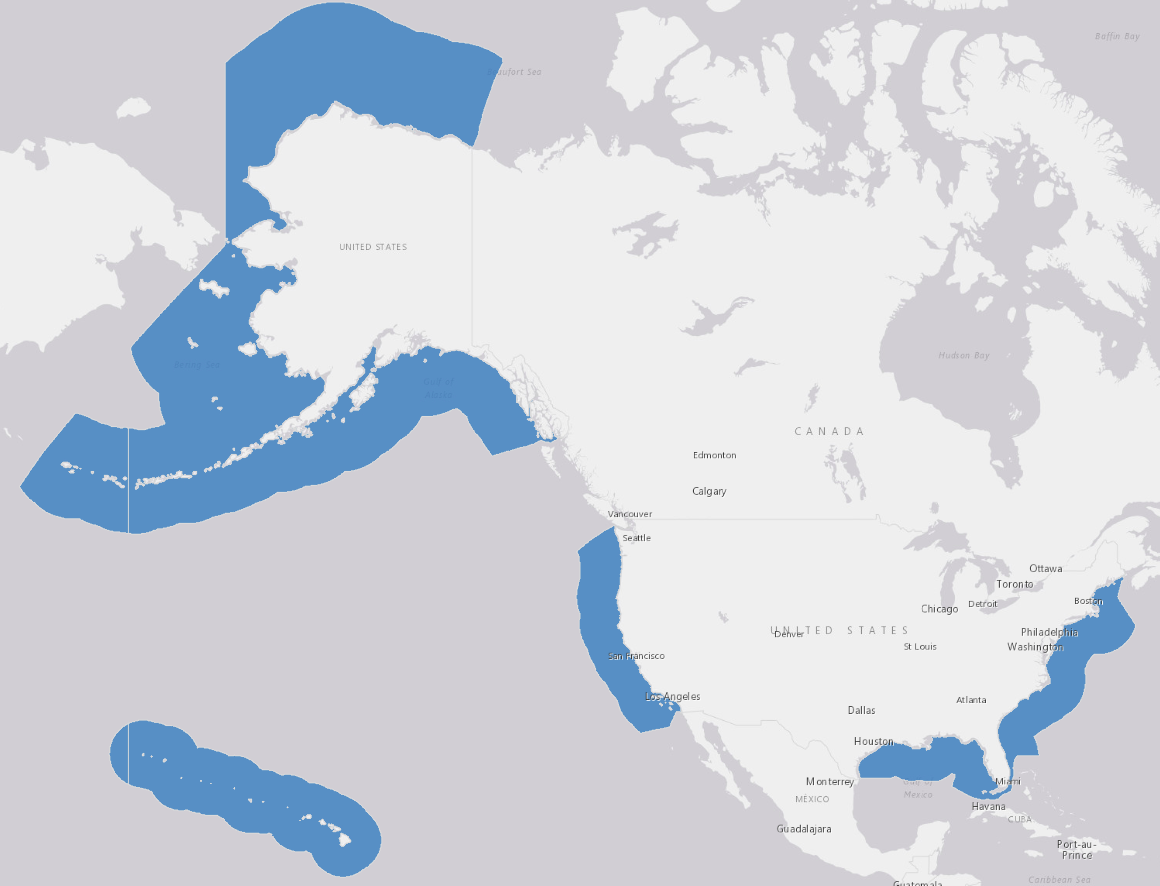 Baffin Bay
Beaufort Sea
UNITED STATES
Hudson Bay
Bering Sea
Gulf of
Alaska
CANADA
Edmonton
Calgary
Vancouver
Seattle
Ottawa
Toronto
Boston
Detroit
Chicago
UNITED STATES
Denver
Philadelphia
Washington
St Louis
San Francisco
Los Angeles
Atlanta
Dallas
Houston
Monterrey
Miami
Gulf of
Mexico
MÉXICO
Havana
CUBA
Guadalajara
Port-au-
Prince
Caribbean Sea
Guatemala